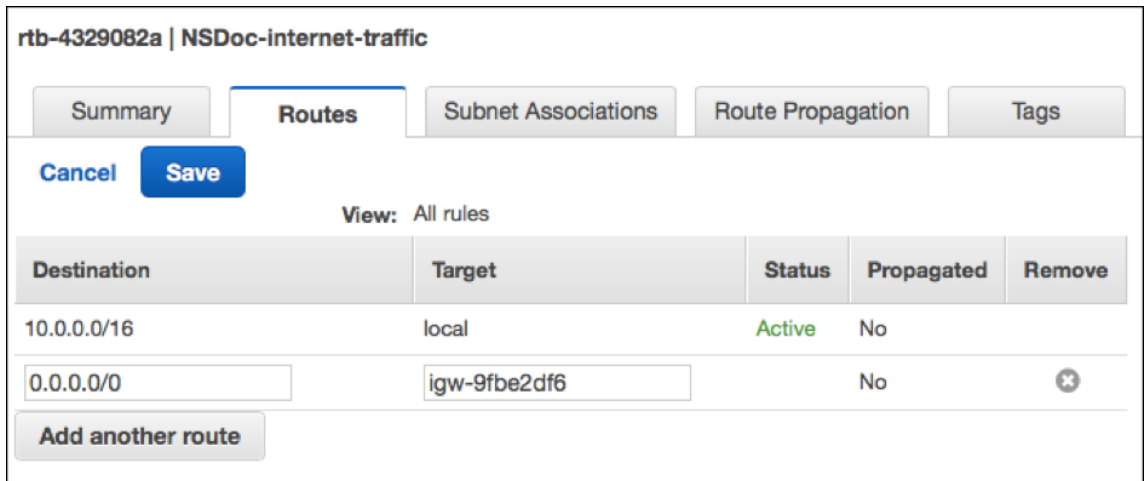 rtb-4329082a | NSDoc-internet-traffic
Summary Routes Subnet Associations Route Propagation Tags
Cancel Save
View: All rules
Destination Target Status Propagated Remove
10.0.0.0/16 local Active No
0.0.0.0/0 igw-9fbe2df6 No
Add another route